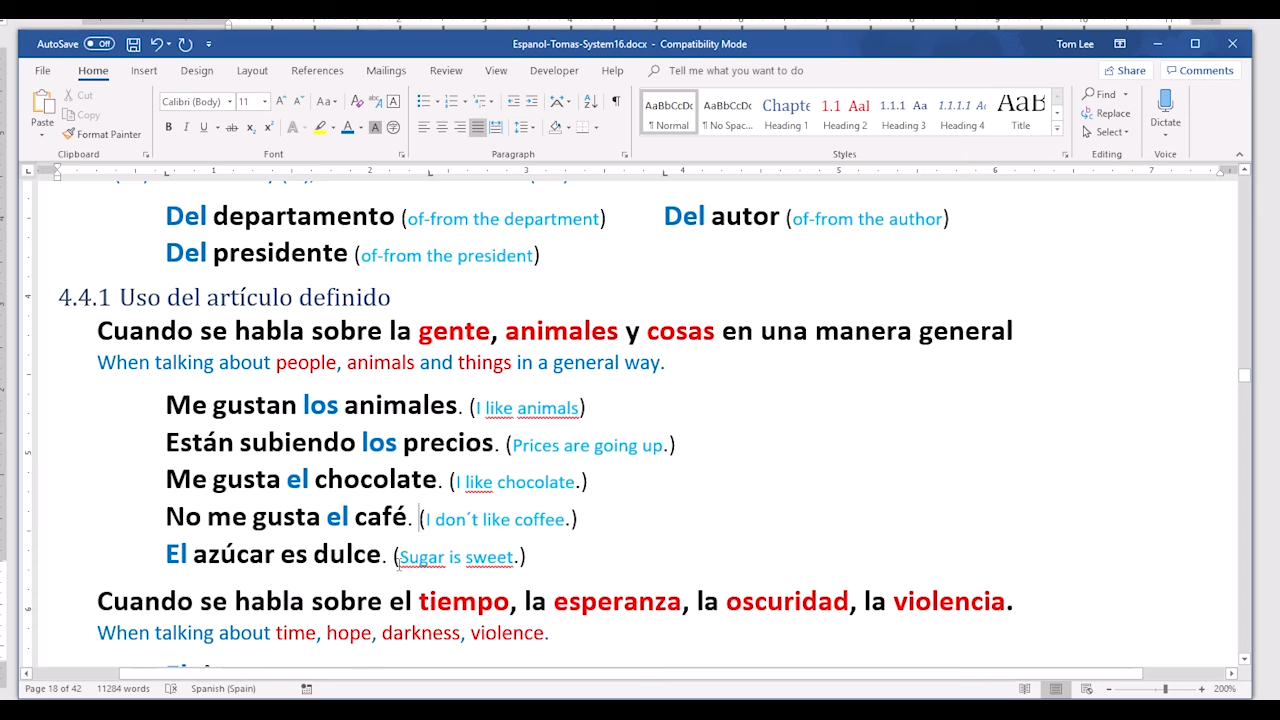 AutoSave Off Espanol-Tomas-System16.docx - Compatibility Mode Tom Lee
File Home Insert Design Layout References Mailings Review View Developer Help Tell me what you want to do Share Comments
Paste Cut Copy Format Painter
Calibri (Body) 11
AaBbCcDc AaBbCcDc Chapte 1.1 Aal 1.1.1 Aa 1.1.1.1 Ac AaB
¶ Normal ¶ No Spac... Heading 1 Heading 2 Heading 3 Heading 4 Title
Find Replace Select Dictate
Clipboard Font Paragraph Styles Editing Voice
1 2 3 4 5 6 7
Del departamento (of-from the department) Del autor (of-from the author)
Del presidente (of-from the president)
4.4.1 Uso del artículo definido
Cuando se habla sobre la gente, animales y cosas en una manera general
When talking about people, animals and things in a general way.
Me gustan los animales. (I like animals)
Están subiendo los precios. (Prices are going up.)
Me gusta el chocolate. (I like chocolate.)
No me gusta el café. (I don´t like coffee.)
El azúcar es dulce. (Sugar is sweet.)
Cuando se habla sobre el tiempo, la esperanza, la oscuridad, la violencia.
When talking about time, hope, darkness, violence.
Page 18 of 42 11284 words Spanish (Spain) 200%